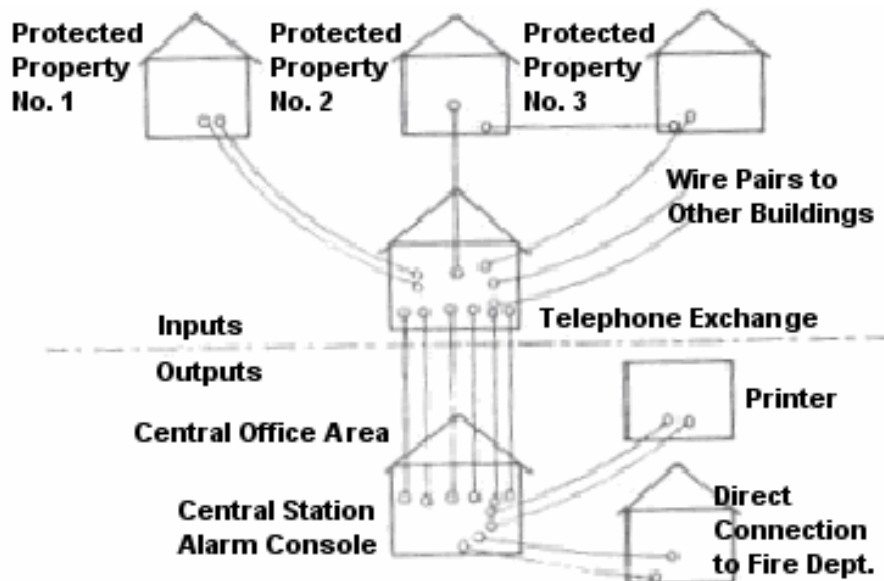 Protected
Property
No. 1
Protected
Property
No. 2
Protected
Property
No. 3
Wire Pairs to
Other Buildings
Telephone Exchange
Inputs
Outputs
Printer
Central Office Area
Central Station
Alarm Console
Direct
Connection
to Fire Dept.